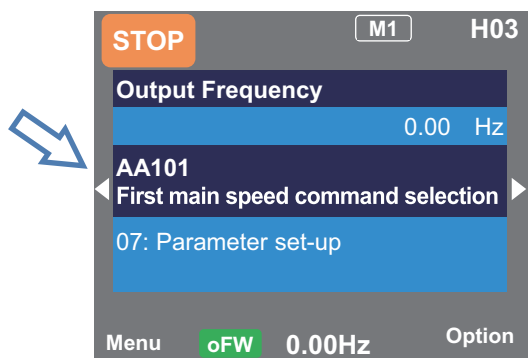 STOP M1 H03
Output Frequency
0.00 Hz
AA101
First main speed command selection
07: Parameter set-up
Menu oFW 0.00Hz Option